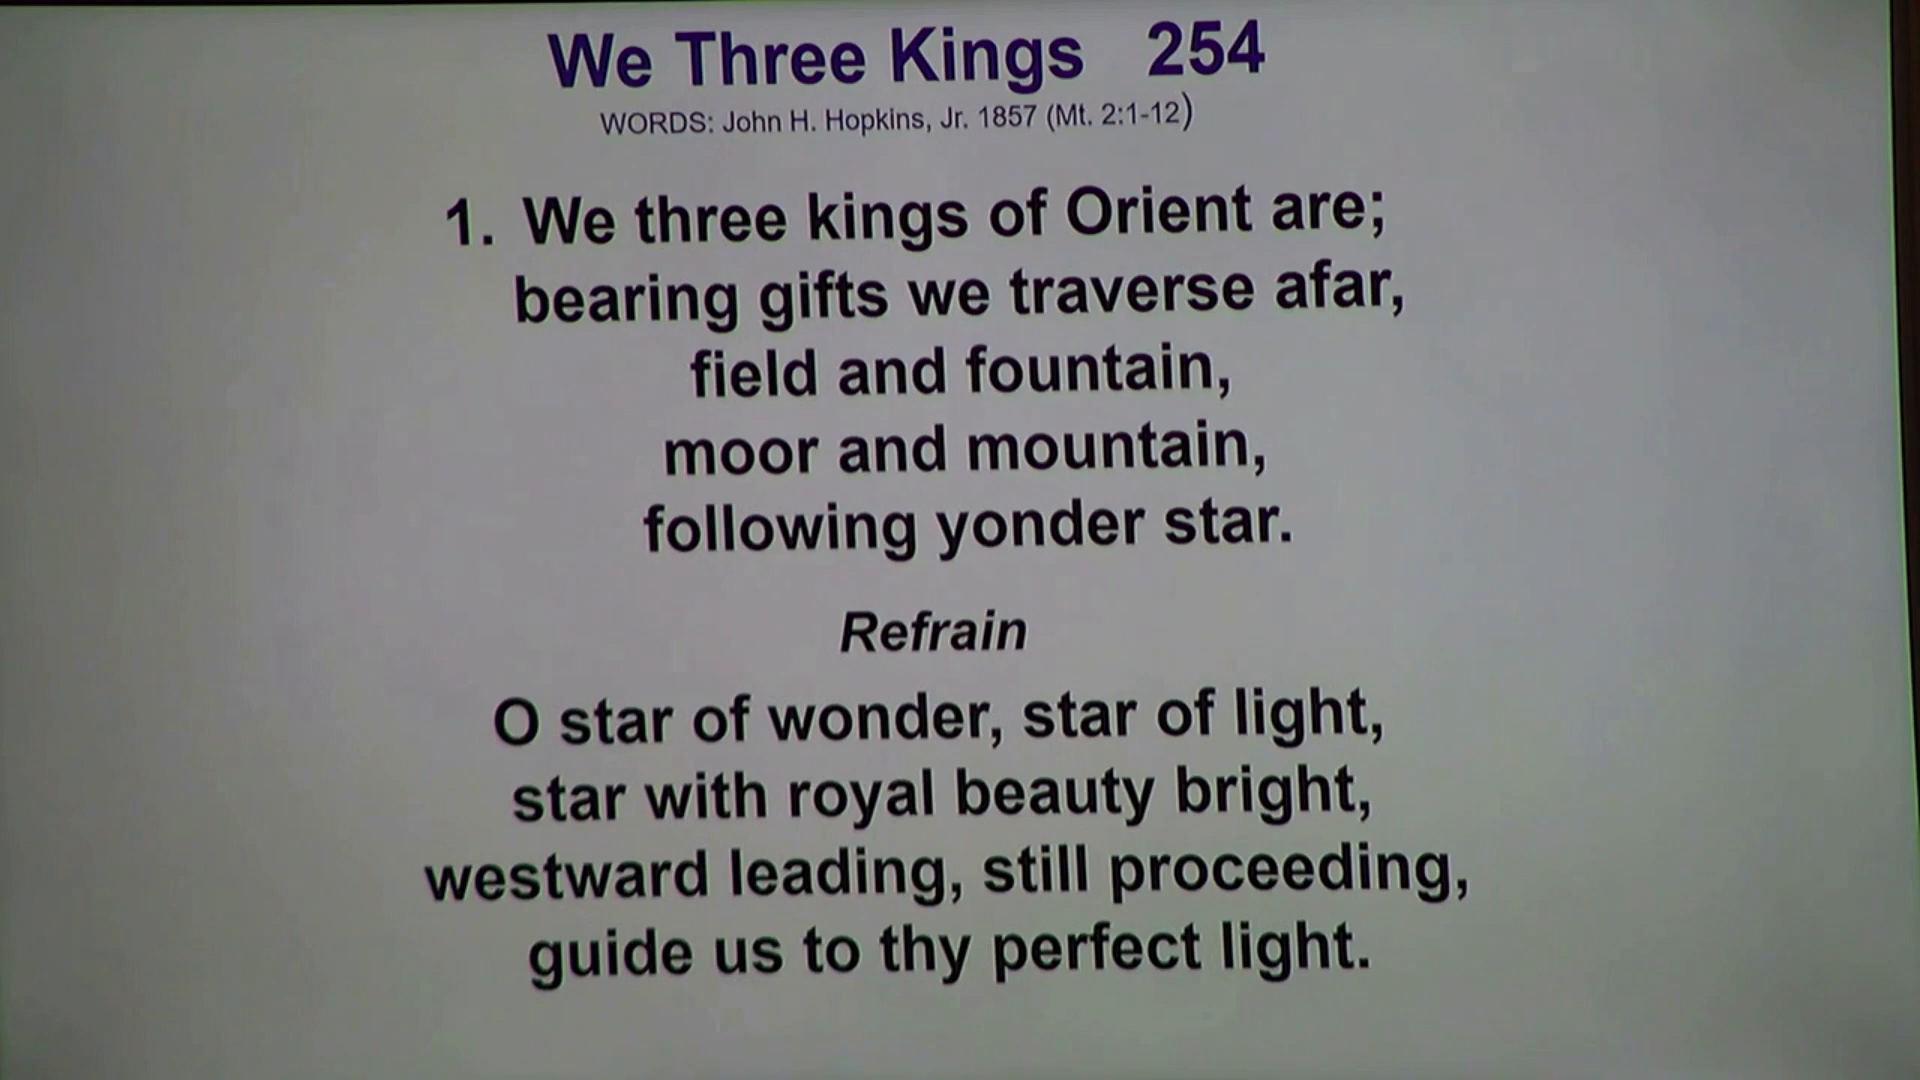 We Three Kings 254
WORDS: John H. Hopkins, Jr. 1857 (Mt. 2:1-12)
1. We three kings of Orient are;
bearing gifts we traverse afar,
field and fountain,
moor and mountain,
following yonder star.
Refrain
O star of wonder, star of light,
star with royal beauty bright,
westward leading, still proceeding,
guide us to thy perfect light.